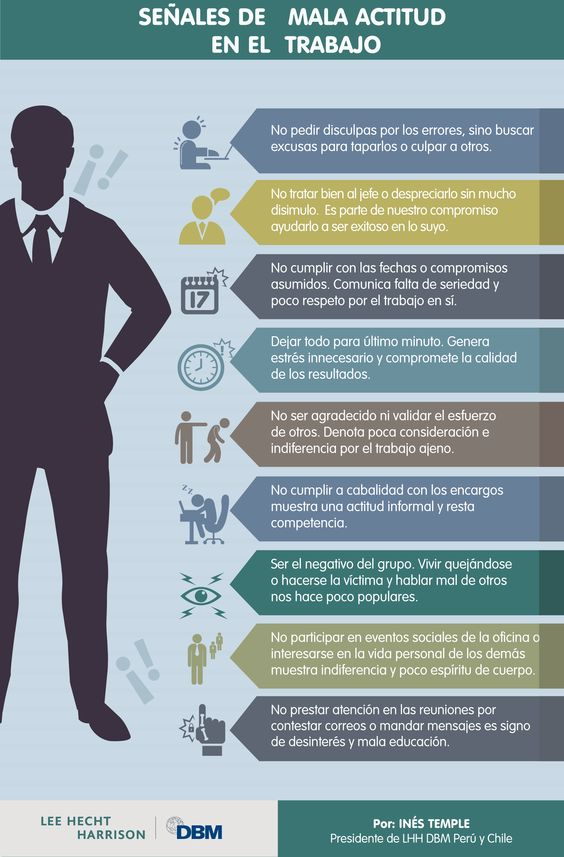 SEÑALES DE MALA ACTITUD
EN EL TRABAJO
No pedir disculpas por los errores, sino buscar
excusas para taparlos o culpar a otros.
No tratar bien al jefe o despreciarlo sin mucho
disimulo. Es parte de nuestro compromiso
ayudarlo a ser exitoso en lo suyo.
17
No cumplir con las fechas o compromisos
asumidos. Comunica falta de seriedad y
poco respeto por el trabajo en sí.
Dejar todo para último minuto. Genera
estrés innecesario y compromete la calidad
de los resultados.
No ser agradecido ni validar el esfuerzo
de otros. Denota poca consideración e
indiferencia por el trabajo ajeno.
zz
No cumplir a cabalidad con los encargos
muestra una actitud informal y resta
competencia.
Ser el negativo del grupo. Vivir quejándose
o hacerse la víctima y hablar mal de otros
nos hace poco populares.
No participar en eventos sociales de la oficina o
interesarse en la vida personal de los demás
muestra indiferencia y poco espíritu de cuerpo.
No prestar atención en las reuniones por
contestar correos o mandar mensajes es signo
de desinterés y mala educación.
LEE HECHT
HARRISON
DBM
Por: INÉS TEMPLE
Presidente de LHH DBM Perú y Chile